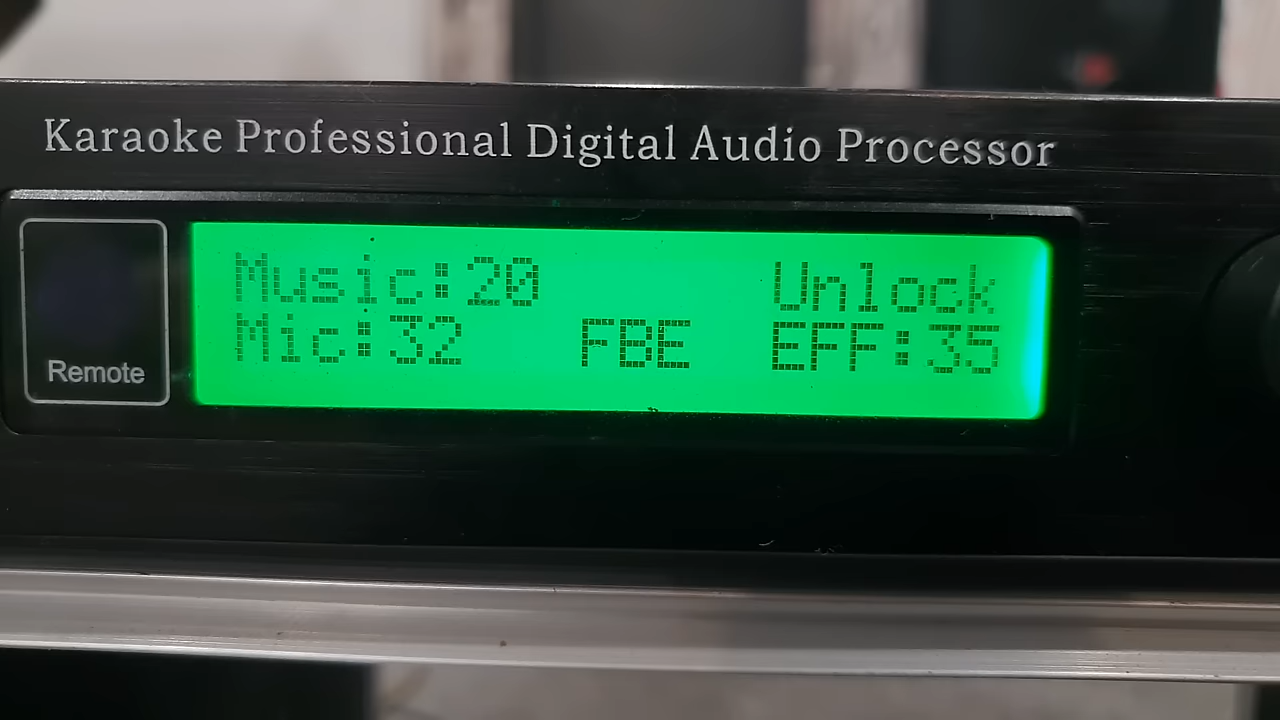 Karaoke Professional Digital Audio Processor
Remote
Music:20 Unlock
Mic:32 FBE EFF:35